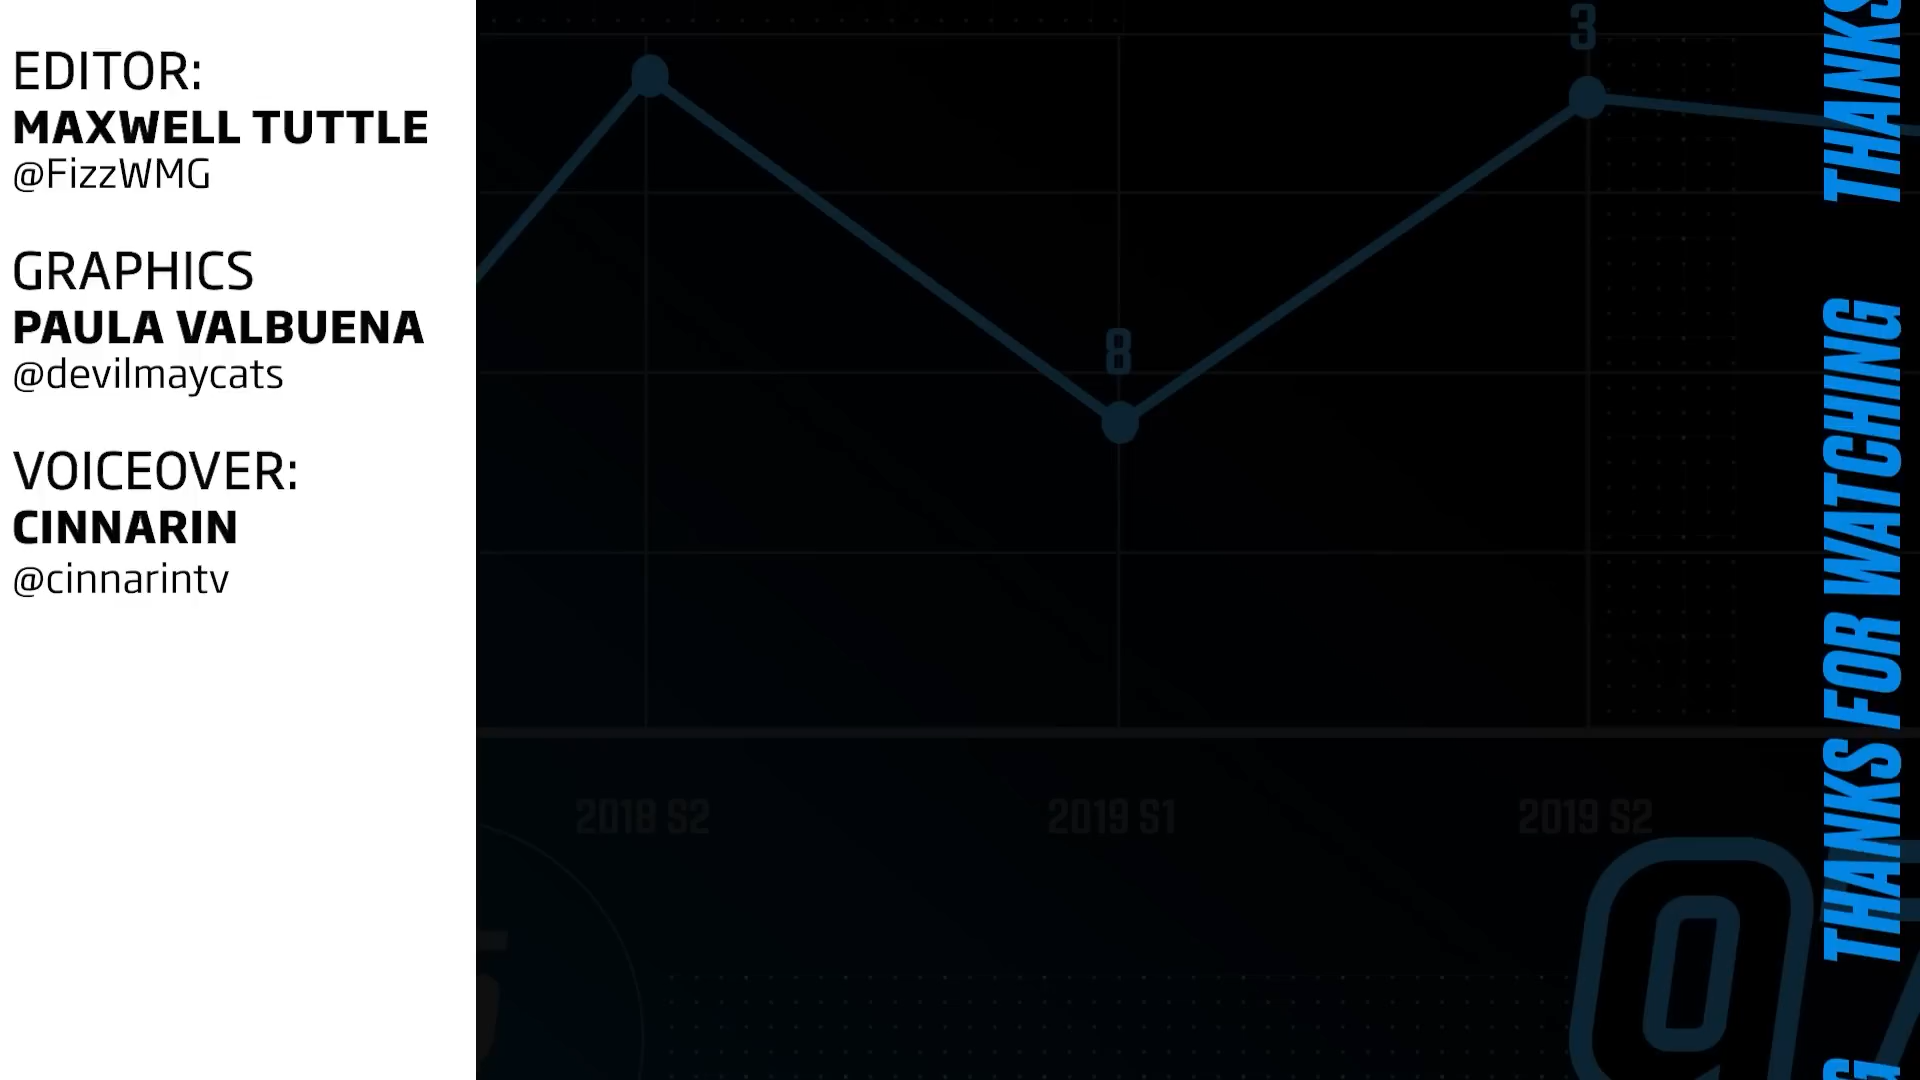 EDITOR:
MAXWELL TUTTLE
@FizzWMG
GRAPHICS
PAULA VALBUENA
@devilmaycats
VOICEOVER:
CINNARIN
@cinnarintv
3
8
2018 S2
2019 S1
2019 S2
9
THANKS
THANKS FOR WATCHING
G